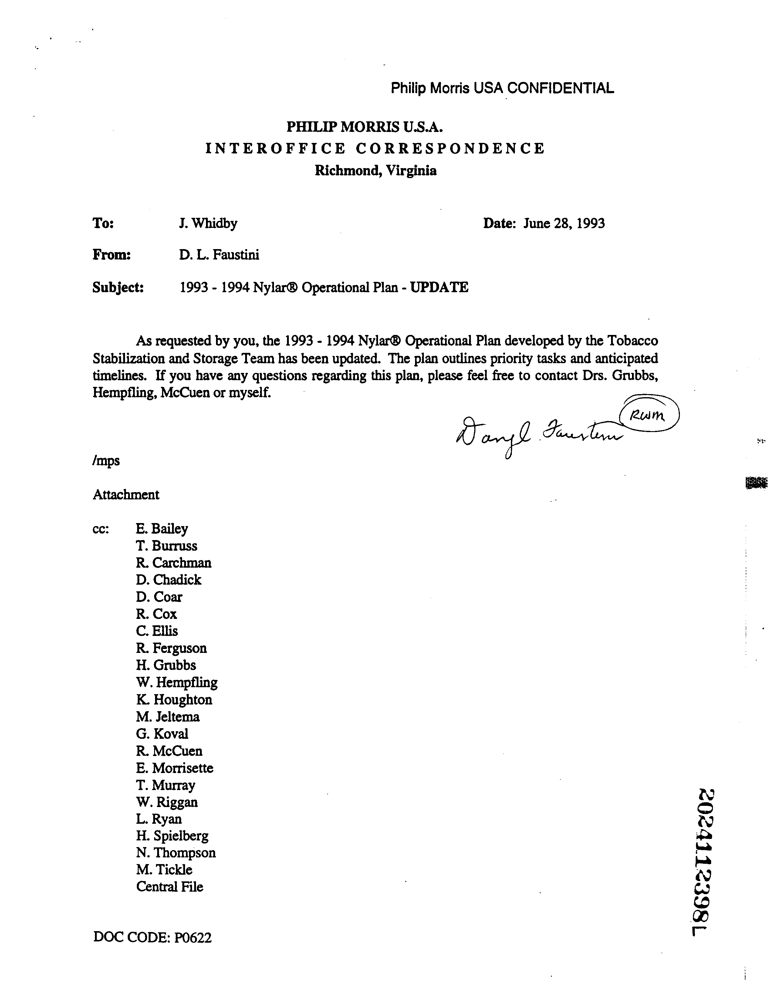 Philip Morris USA CONFIDENTIAL
PHILIP MORRIS U.S.A.
INTEROFFICE CORRESPONDENCE
Richmond, Virginia
To: J. Whidby Date: June 28, 1993
From: D. L. Faustini
Subject: 1993 - 1994 Nylar® Operational Plan - UPDATE
As requested by you, the 1993 - 1994 Nylar® Operational Plan developed by the Tobacco
Stabilization and Storage Team has been updated. The plan outlines priority tasks and anticipated
timelines. If you have any questions regarding this plan, please feel free to contact Drs. Grubbs,
Hempfling, McCuen or myself.
Daryl Faustini
RWM
/mps
Attachment
cc: E. Bailey
T. Burruss
R. Carchman
D. Chadick
D. Coar
R. Cox
C. Ellis
R. Ferguson
H. Grubbs
W. Hempfling
K. Houghton
M. Jeltema
G. Koval
R. McCuen
E. Morrisette
T. Murray
W. Riggan
L. Ryan
H. Spielberg
N. Thompson
M. Tickle
Central File
DOC CODE: P0622
2024112398L